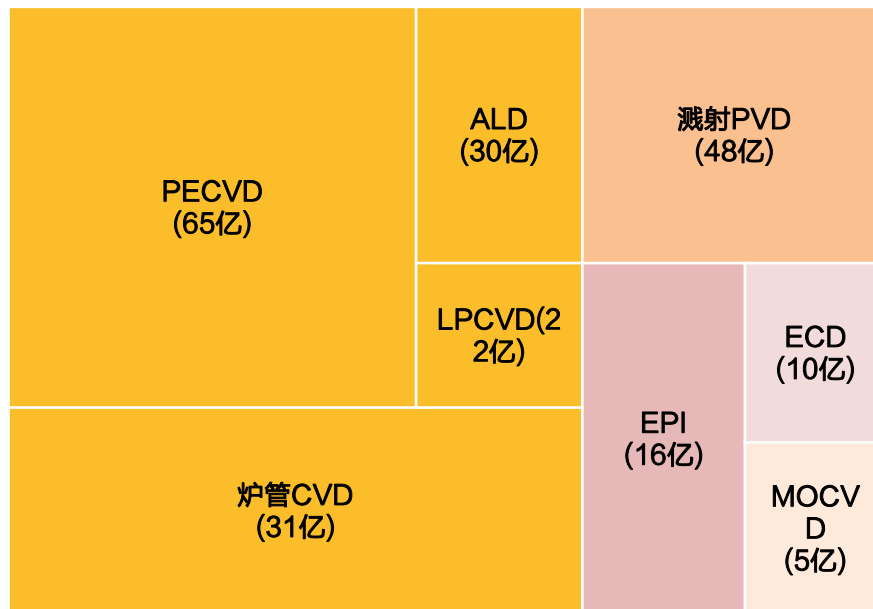 PECVD
(65亿)
ALD
(30亿)
溅射PVD
(48亿)
LPCVD(2
2亿)
炉管CVD
(31亿)
EPI
(16亿)
ECD
(10亿)
MOCV
D
(5亿)